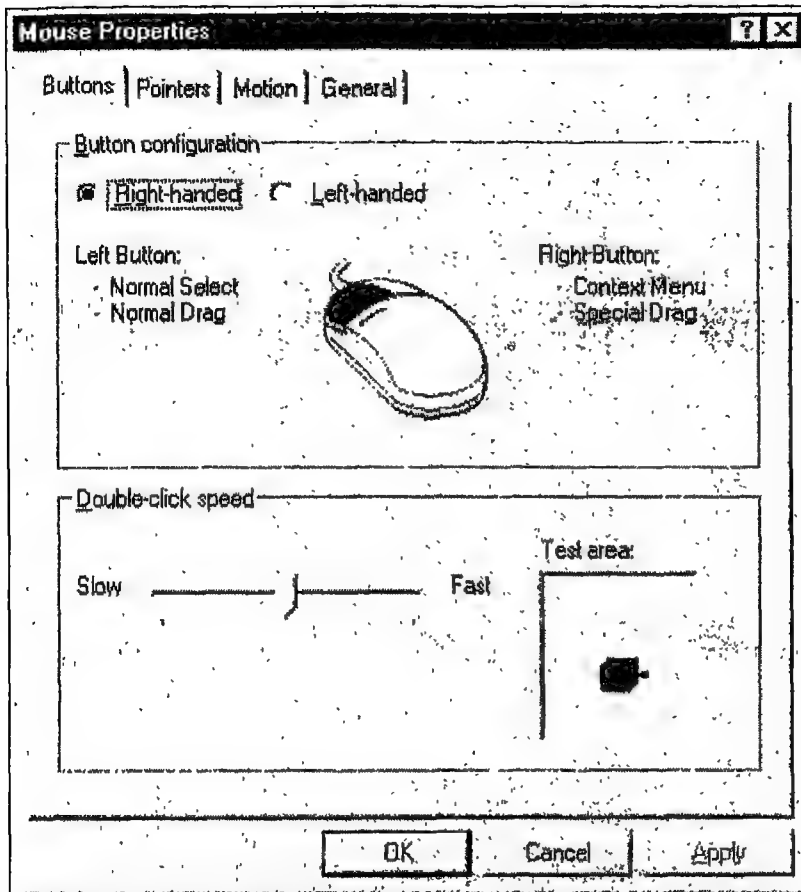 Mouse Properties ? X
Buttons Pointers Motion General
Button configuration
Right-handed Left-handed
Left Button: Right Button:
Normal Select Context Menu
Normal Drag Special Drag
Double-click speed
Test area:
Slow Fast
OK Cancel Apply